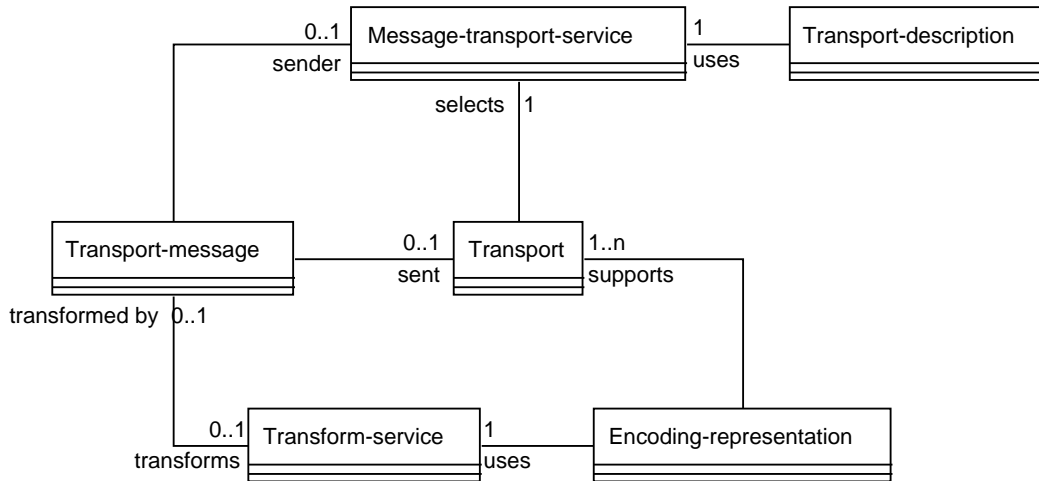 0..1
Message-transport-service
1
Transport-description
sender
uses
selects 1
Transport-message
0..1
Transport
1..n
sent
supports
transformed by 0..1
0..1
Transform-service
1
Encoding-representation
transforms
uses